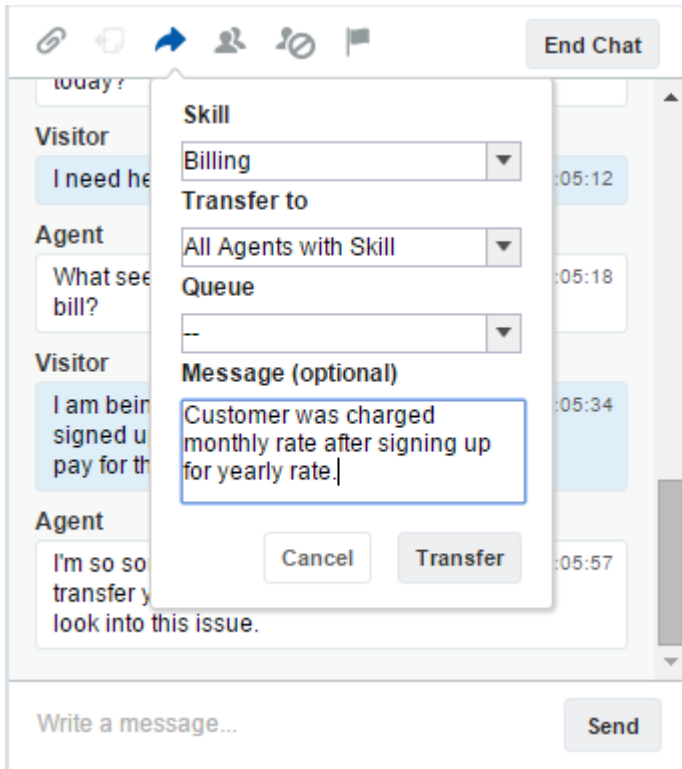 End Chat
today?
Visitor
I need he
:05:12
Agent
What see
:05:18
bill?
Visitor
I am bein
:05:34
signed u
pay for th
Agent
I'm so so
:05:57
transfer y
look into this issue.
Skill
Billing
Transfer to
All Agents with Skill
Queue
--
Message (optional)
Customer was charged
monthly rate after signing up
for yearly rate.
Cancel
Transfer
Write a message...
Send